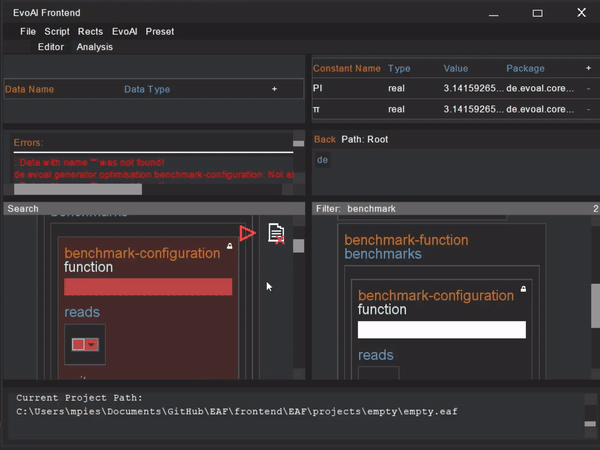 EvoAl Frontend
File Script Rects EvoAl Preset
Editor Analysis
Data Name Data Type +
Constant Name Type Value Package +
PI real 3.14159265... de.evoal.core... -
π real 3.14159265... de.evoal.core... -
Errors:
Data with name "" was not found!
de.evoal.generator.optimisation.benchmark-configuration: Not as
Back Path: Root
de
Search
benchmarks
benchmark-configuration
function
reads
Filter: benchmark 2
benchmark-function
benchmarks
benchmark-configuration
function
reads
Current Project Path:
C:\Users\mpies\Documents\GitHub\EAF\frontend\EAF\projects\empty\empty.eaf